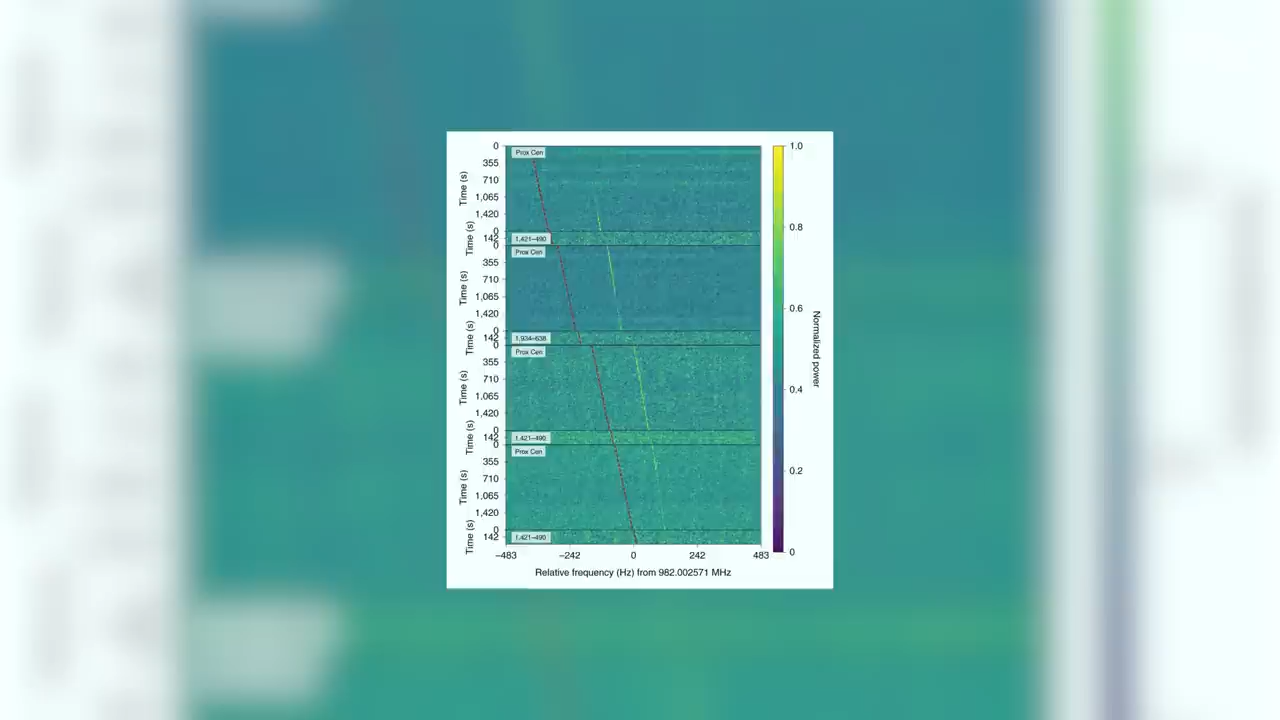 0
Prox Cen
355
710
1,065
1,420
Time (s)
0
142
1,421–490
Time (s)
0
Prox Cen
355
710
1,065
1,420
Time (s)
0
142
1,934–638
Time (s)
0
Prox Cen
355
710
1,065
1,420
Time (s)
0
142
1,421–490
Time (s)
0
Prox Cen
355
710
1,065
1,420
Time (s)
0
142
1,421–490
Time (s)
−483 −242 0 242 483
Relative frequency (Hz) from 982.002571 MHz
1.0
0.8
0.6
0.4
0.2
0
Normalized power